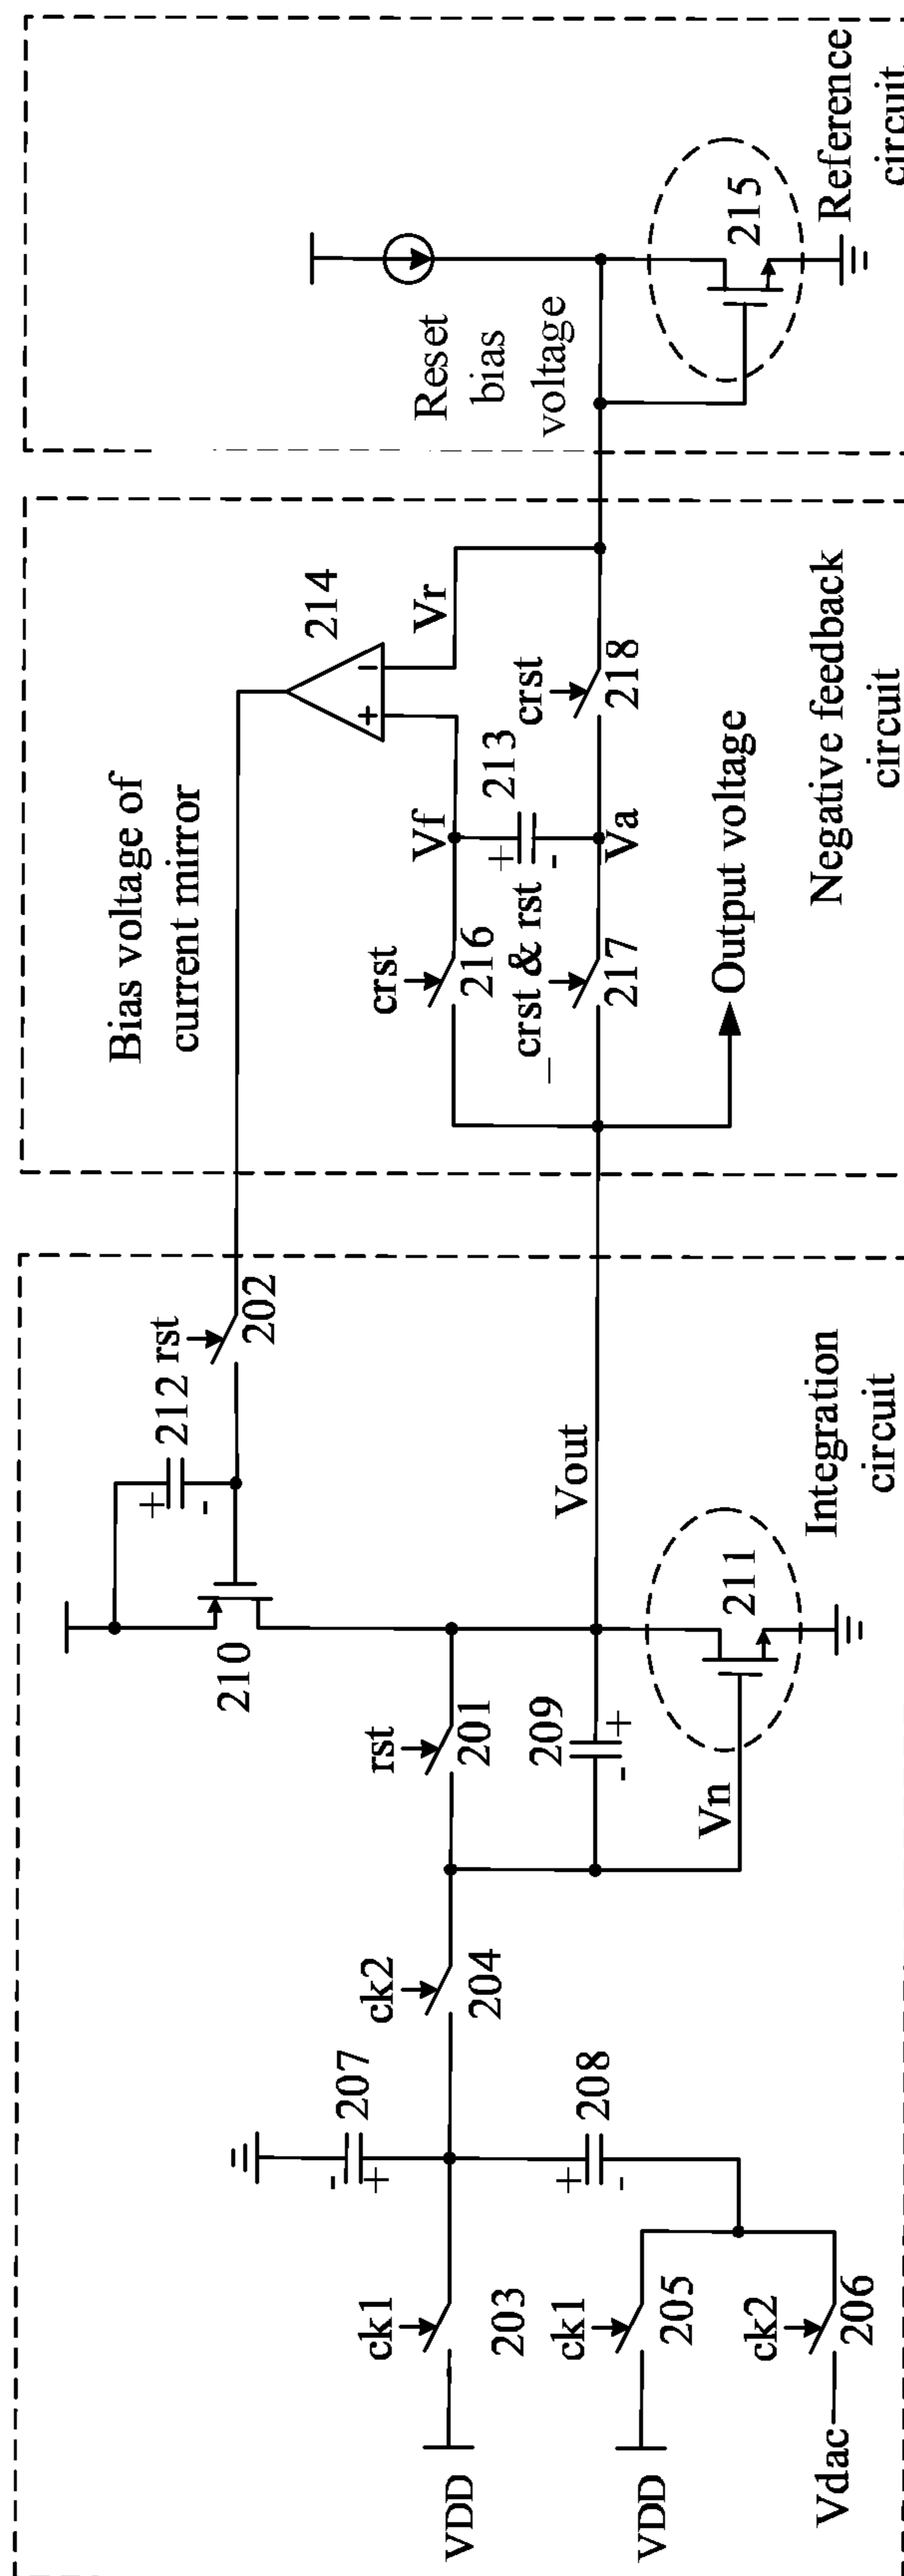 VDD
ck1
203
VDD
ck1
205
Vdac
ck2
206
-
+
207
+
-
208
ck2
204
rst
201
209
-
+
Vn
210
+
-
212
rst
202
Vout
211
Integration
circuit
Bias voltage of
current mirror
crst
216
crst & rst
217
Vf
+
-
213
Va
+
-
214
Vr
crst
218
Output voltage
Negative feedback
circuit
Reset
bias
voltage
215
Reference
circuit